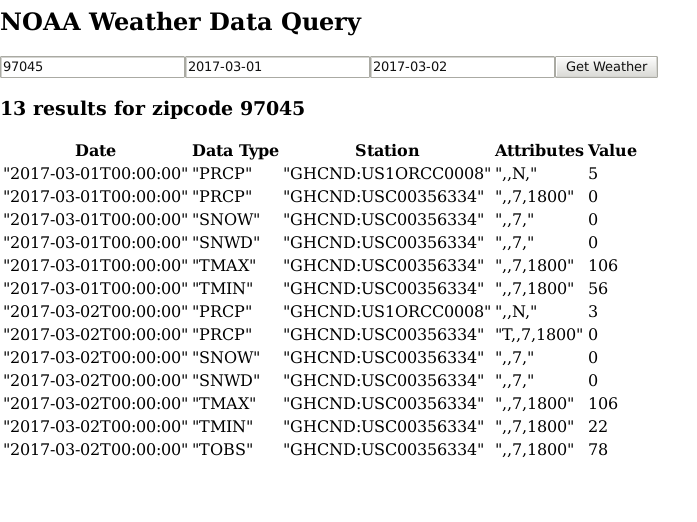 NOAA Weather Data Query
97045 2017-03-01 2017-03-02 Get Weather
13 results for zipcode 97045
Date Data Type Station Attributes Value
"2017-03-01T00:00:00" "PRCP" "GHCND:US1ORCC0008" ",,N," 5
"2017-03-01T00:00:00" "PRCP" "GHCND:USC00356334" ",,7,1800" 0
"2017-03-01T00:00:00" "SNOW" "GHCND:USC00356334" ",,7," 0
"2017-03-01T00:00:00" "SNWD" "GHCND:USC00356334" ",,7," 0
"2017-03-01T00:00:00" "TMAX" "GHCND:USC00356334" ",,7,1800" 106
"2017-03-01T00:00:00" "TMIN" "GHCND:USC00356334" ",,7,1800" 56
"2017-03-02T00:00:00" "PRCP" "GHCND:US1ORCC0008" ",,N," 3
"2017-03-02T00:00:00" "PRCP" "GHCND:USC00356334" "T,,7,1800" 0
"2017-03-02T00:00:00" "SNOW" "GHCND:USC00356334" ",,7," 0
"2017-03-02T00:00:00" "SNWD" "GHCND:USC00356334" ",,7," 0
"2017-03-02T00:00:00" "TMAX" "GHCND:USC00356334" ",,7,1800" 106
"2017-03-02T00:00:00" "TMIN" "GHCND:USC00356334" ",,7,1800" 22
"2017-03-02T00:00:00" "TOBS" "GHCND:USC00356334" ",,7,1800" 78